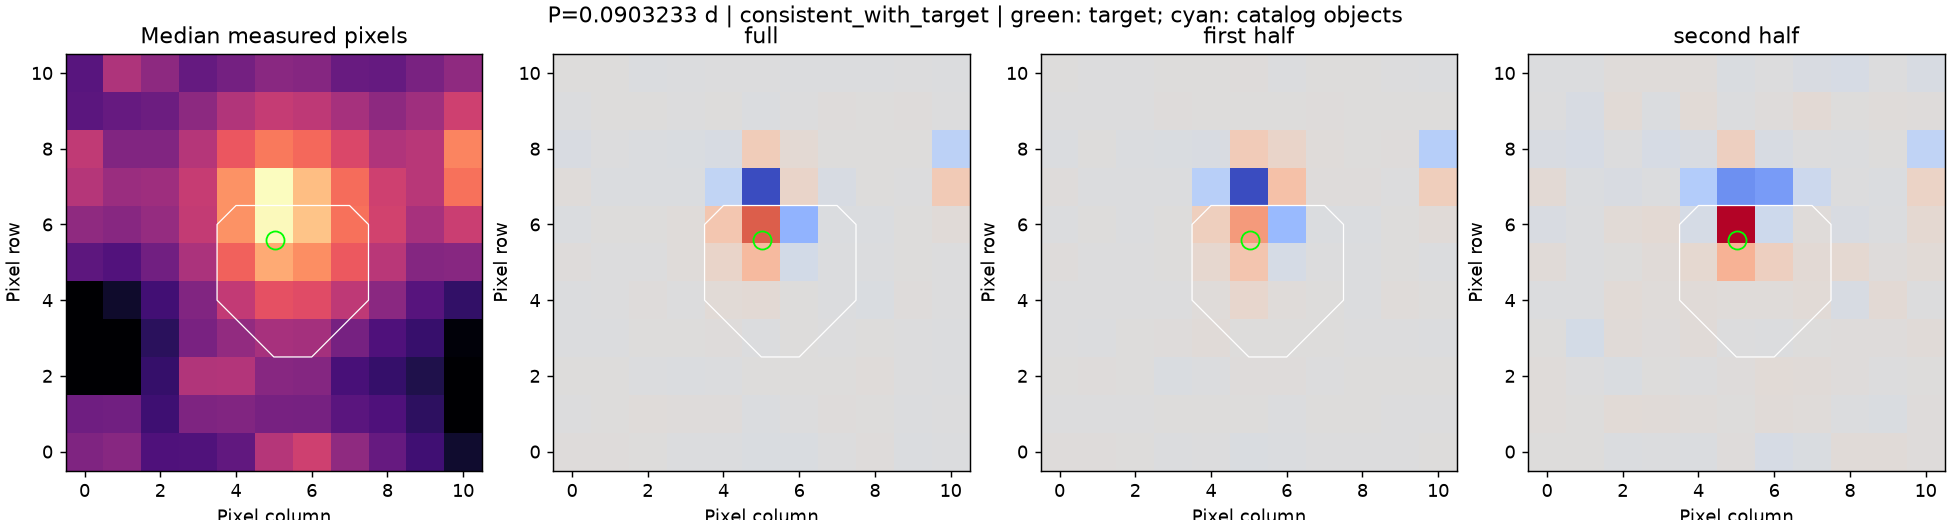 P=0.0903233 d | consistent_with_target | green: target; cyan: catalog objects
Median measured pixels
full
first half
second half
10
8
6
4
2
0
Pixel row
0 2 4 6 8 10
Pixel column
10
8
6
4
2
0
Pixel row
0 2 4 6 8 10
Pixel column
10
8
6
4
2
0
Pixel row
0 2 4 6 8 10
Pixel column
10
8
6
4
2
0
Pixel row
0 2 4 6 8 10
Pixel column